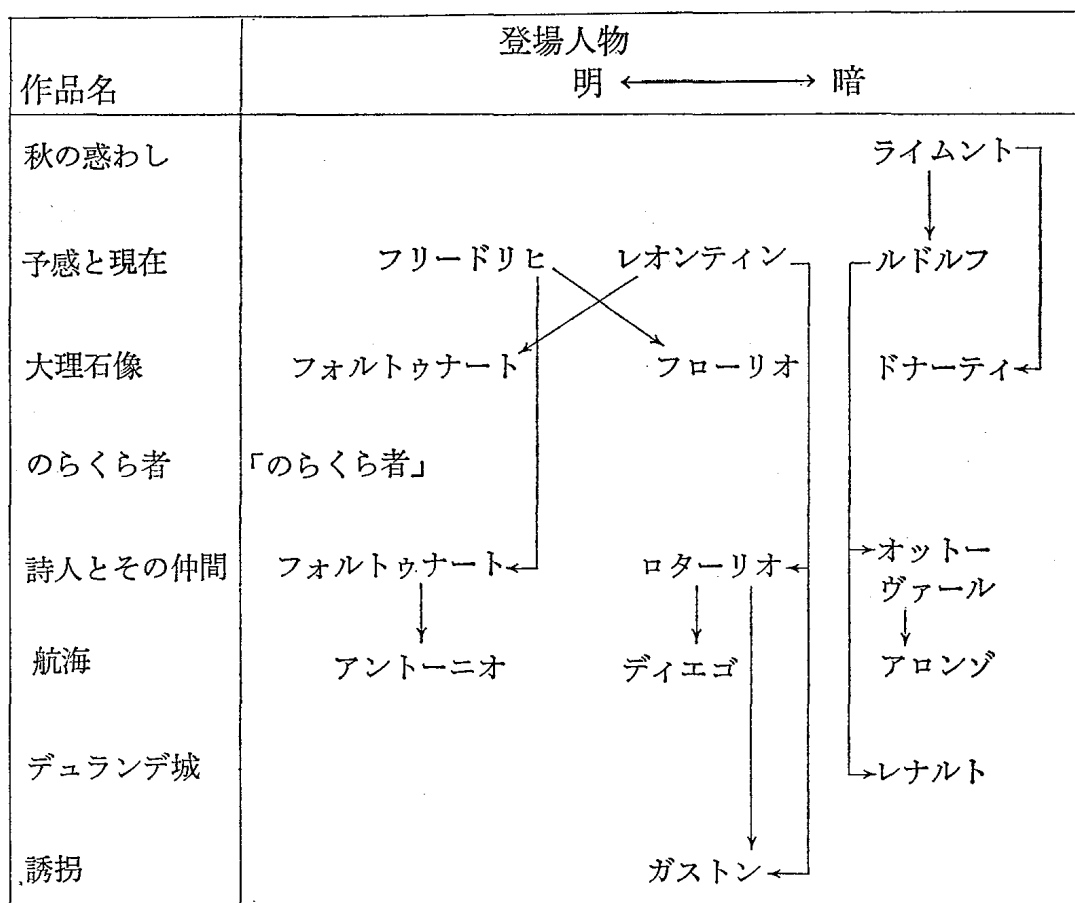 登場人物
作品名 明 ←→ 暗
秋の惑わし ライムント
予感と現在 フリードリヒ レオンティン ルドルフ
大理石像 フォルトゥナート フローリオ ドナーティ
のらくら者 「のらくら者」
詩人とその仲間 フォルトゥナート ロターリオ オットー
ヴァール
航海 アントーニオ ディエゴ アロンゾ
デュランデ城 レナルト
誘拐 ガストン